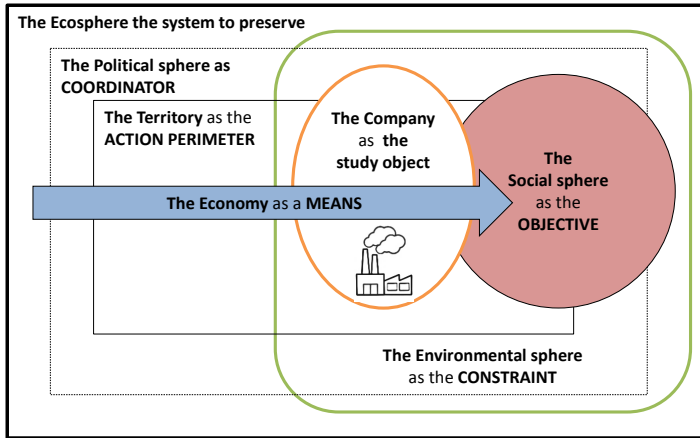 The Ecosphere the system to preserve
The Political sphere as
COORDINATOR
The Territory as the
ACTION PERIMETER
The Company
as the
study object
The
Social sphere
as the
OBJECTIVE
The Economy as a MEANS
The Environmental sphere
as the CONSTRAINT